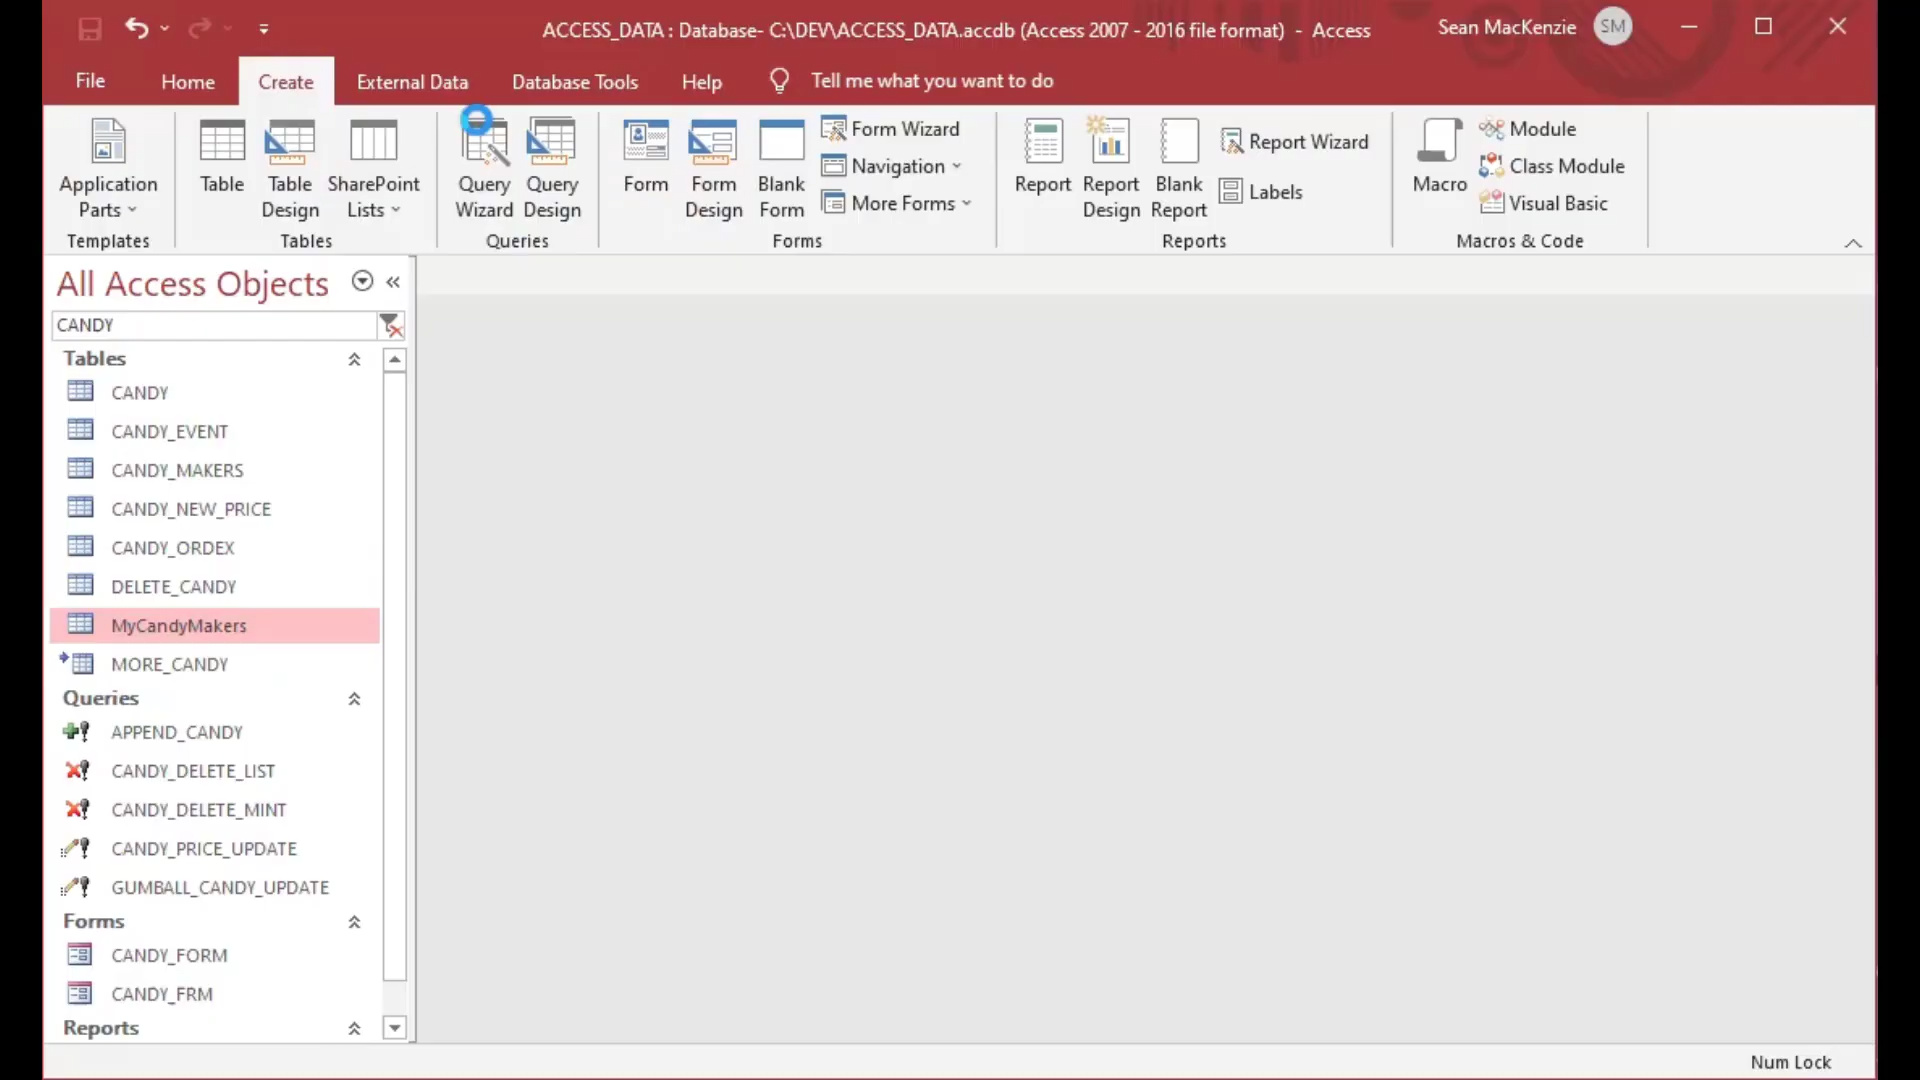 ACCESS_DATA : Database- C:\DEV\ACCESS_DATA.accdb (Access 2007 - 2016 file format) - Access
Sean MacKenzie
SM
File
Home
Create
External Data
Database Tools
Help
Tell me what you want to do
Application Parts
Templates
Table
Table Design
SharePoint Lists
Tables
Query Wizard
Query Design
Queries
Form
Form Design
Blank Form
Form Wizard
Navigation
More Forms
Forms
Report
Report Design
Blank Report
Report Wizard
Labels
Reports
Macro
Module
Class Module
Visual Basic
Macros & Code
All Access Objects
CANDY
Tables
CANDY
CANDY_EVENT
CANDY_MAKERS
CANDY_NEW_PRICE
CANDY_ORDEX
DELETE_CANDY
MyCandyMakers
MORE_CANDY
Queries
APPEND_CANDY
CANDY_DELETE_LIST
CANDY_DELETE_MINT
CANDY_PRICE_UPDATE
GUMBALL_CANDY_UPDATE
Forms
CANDY_FORM
CANDY_FRM
Reports
Num Lock